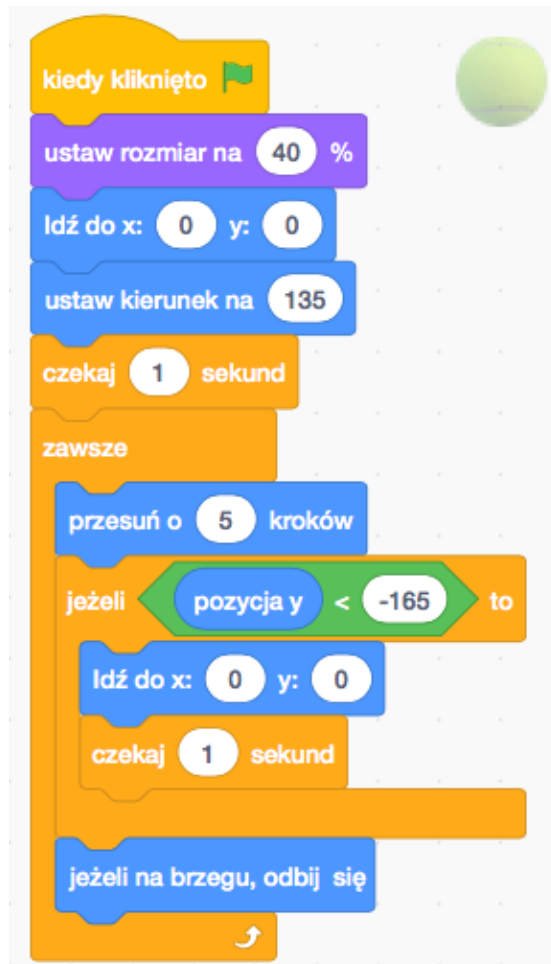 kiedy kliknięto
ustaw rozmiar na 40 %
Idź do x: 0 y: 0
ustaw kierunek na 135
czekaj 1 sekund
zawsze
przesuń o 5 kroków
jeżeli pozycja y < -165 to
Idź do x: 0 y: 0
czekaj 1 sekund
jeżeli na brzegu, odbij się